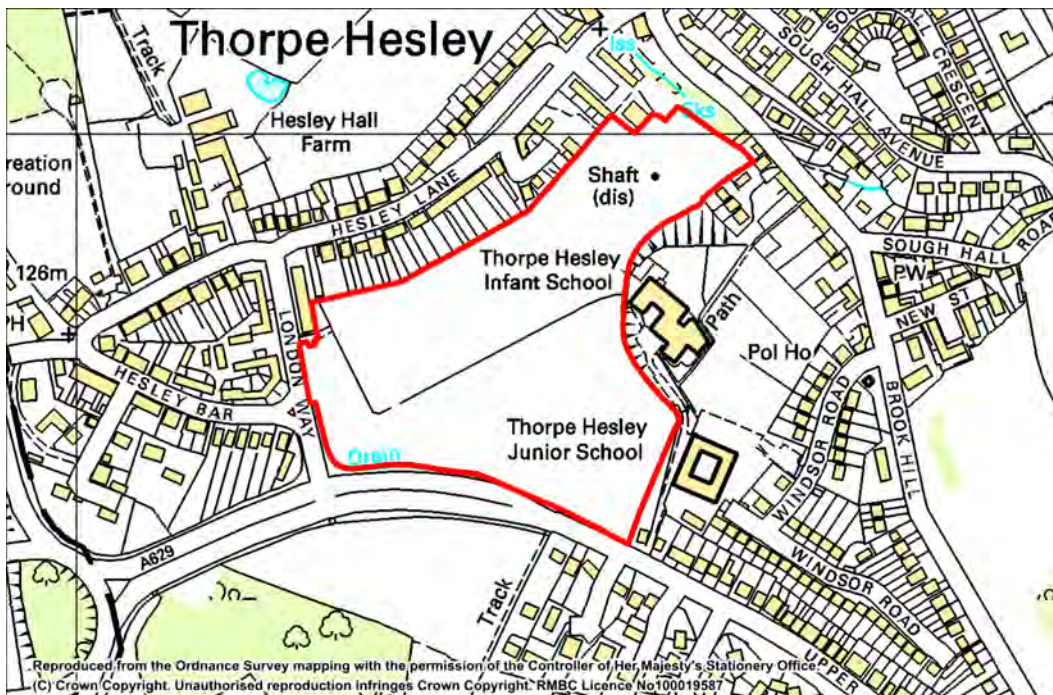 Thorpe Hesley
Track
Iss
Sks
SOUGH HALL AVENUE
CRESCENT
Hesley Hall
Farm
reation
round
HESLEY LANE
Shaft
(dis)
SOUGH HALL
ROAD
126m
Thorpe Hesley
Infant School
PW
NEW ST
PH
LONDON WAY
Path
Pol Ho
HESLEY BAR
WINDSOR ROAD
BROOK HILL
Thorpe Hesley
Junior School
Drain
A629
WINDSOR ROAD
Track
UPPER
Reproduced from the Ordnance Survey mapping with the permission of the Controller of Her Majesty's Stationery Office.
(C) Crown Copyright. Unauthorised reproduction infringes Crown Copyright. RMBC Licence No100019587